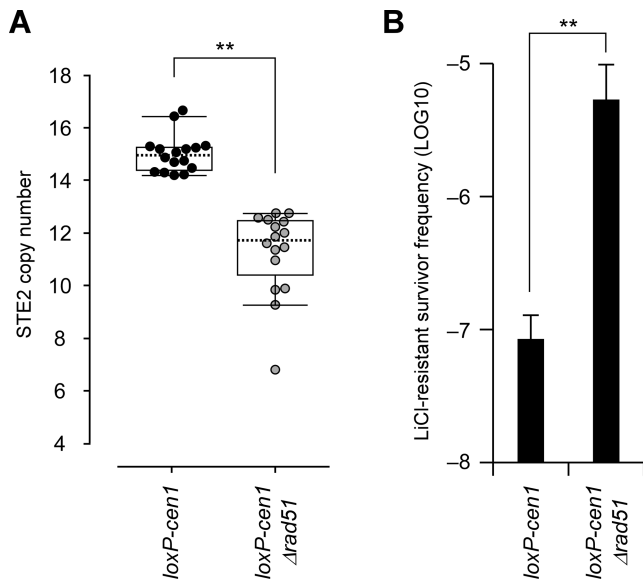 A
**
STE2 copy number
18
16
14
12
10
8
6
4
loxP-cen1
loxP-cen1
Δrad51
B
**
LiCl-resistant survivor frequency (LOG10)
–5
–6
–7
–8
loxP-cen1
loxP-cen1
Δrad51